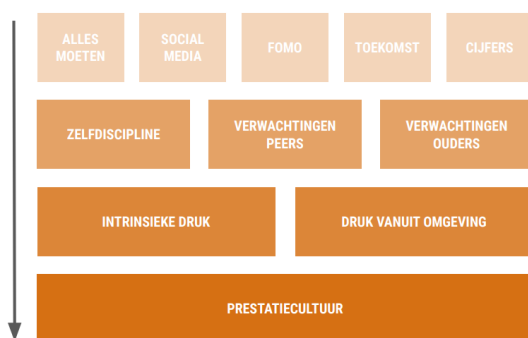 ALLES
MOETEN
SOCIAL
MEDIA
FOMO
TOEKOMST
CIJFERS
ZELFDISCIPLINE
VERWACHTINGEN
PEERS
VERWACHTINGEN
OUDERS
INTRINSIEKE DRUK
DRUK VANUIT OMGEVING
PRESTATIECULTUUR